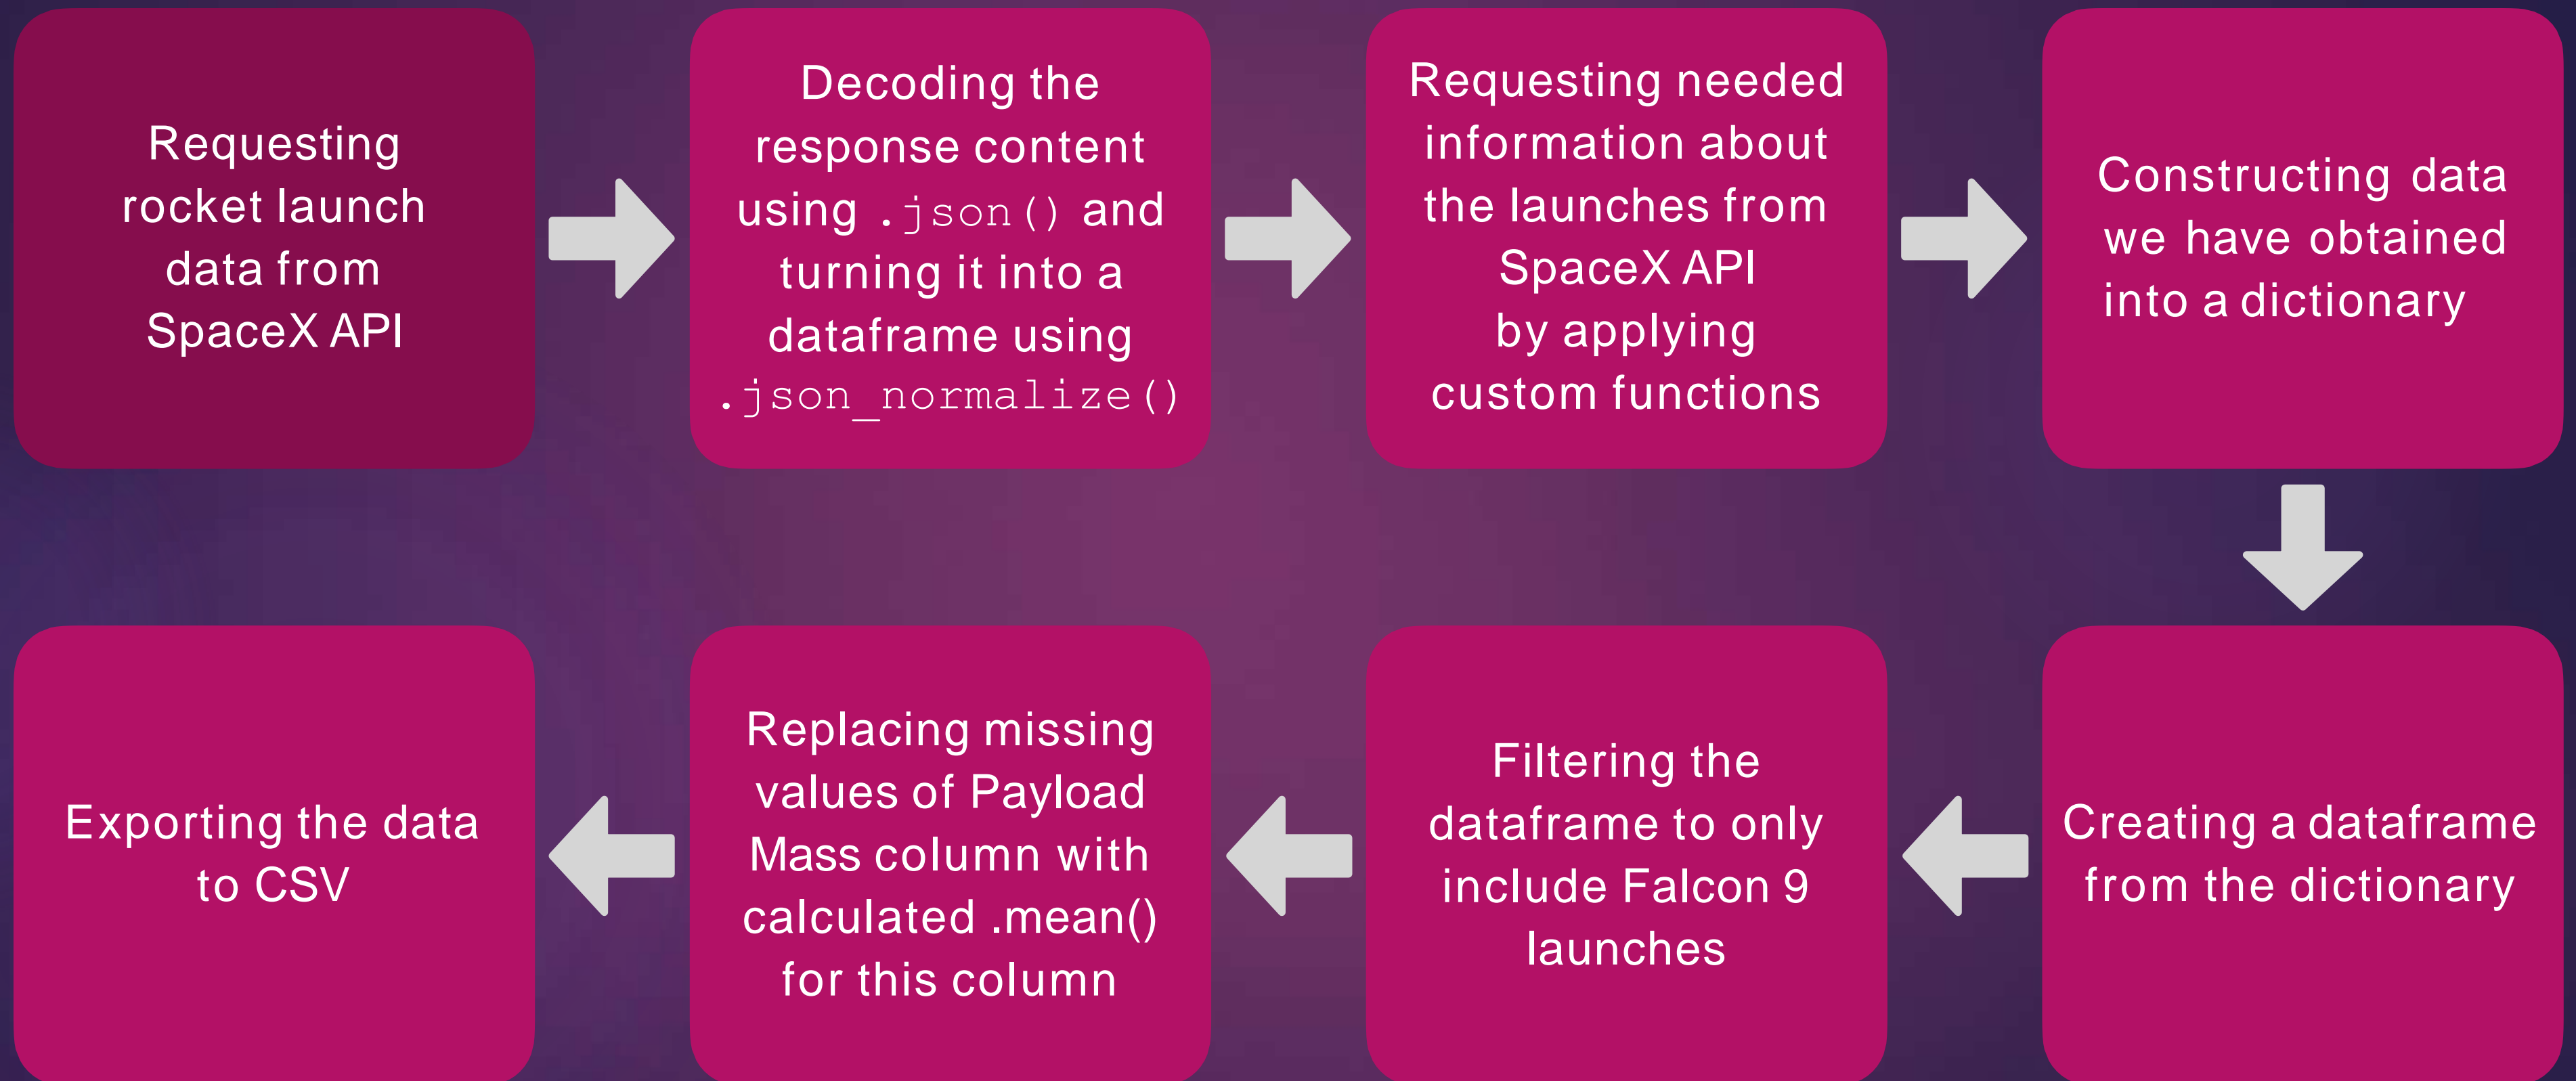 Requesting
rocket launch
data from
SpaceX API
Decoding the
response content
using .json() and
turning it into a
dataframe using
.json_normalize()
Requesting needed
information about
the launches from
SpaceX API
by applying
custom functions
Constructing data
we have obtained
into a dictionary
Creating a dataframe
from the dictionary
Filtering the
dataframe to only
include Falcon 9
launches
Replacing missing
values of Payload
Mass column with
calculated .mean()
for this column
Exporting the data
to CSV